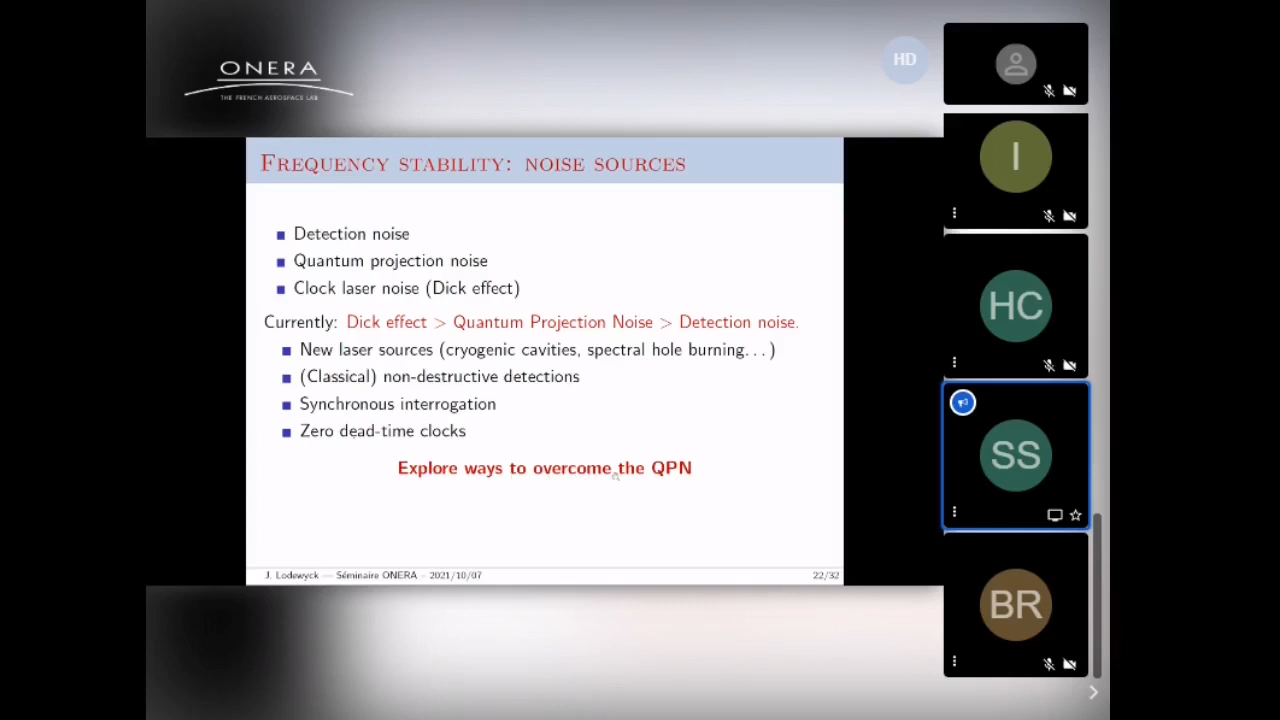 ONERA
THE FRENCH AEROSPACE LAB
HD
FREQUENCY STABILITY: NOISE SOURCES
Detection noise
Quantum projection noise
Clock laser noise (Dick effect)
Currently: Dick effect > Quantum Projection Noise > Detection noise.
New laser sources (cryogenic cavities, spectral hole burning...)
(Classical) non-destructive detections
Synchronous interrogation
Zero dead-time clocks
Explore ways to overcome the QPN
J. Lodewyck — Séminaire ONERA - 2021/10/07
22/32
I
HC
SS
BR